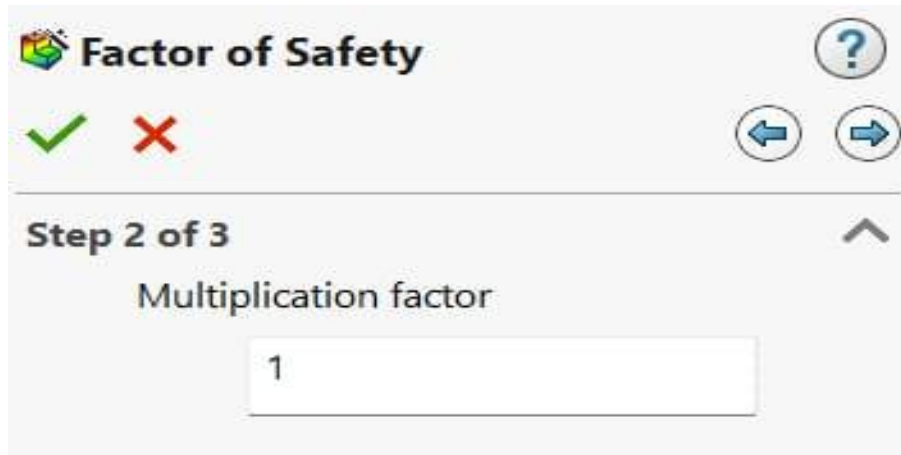 Factor of Safety
?
Step 2 of 3
Multiplication factor
1